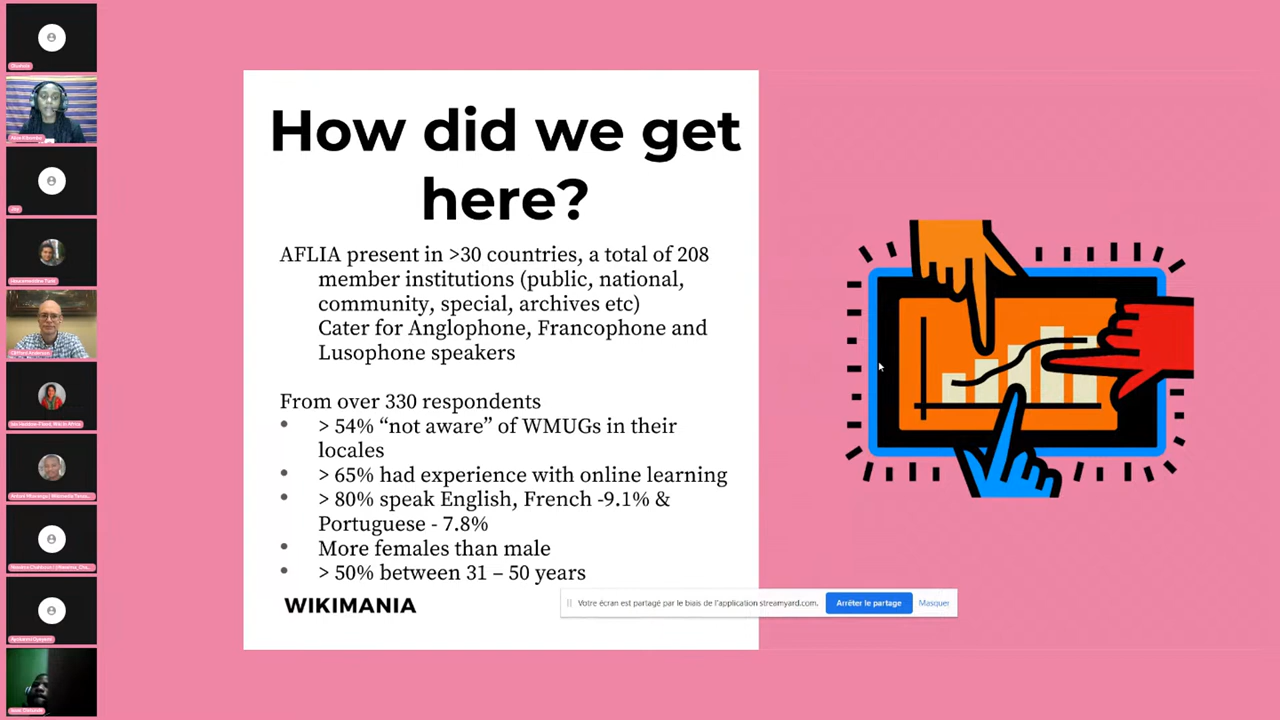 How did we get
here?
AFLIA present in >30 countries, a total of 208
member institutions (public, national,
community, special, archives etc)
Cater for Anglophone, Francophone and
Lusophone speakers
From over 330 respondents
• > 54% “not aware” of WMUGs in their
locales
• > 65% had experience with online learning
• > 80% speak English, French -9.1% &
Portuguese - 7.8%
• More females than male
• > 50% between 31 – 50 years
WIKIMANIA
Votre écran est partagé par le biais de l'application streamyard.com.
Arrêter le partage
Masquer